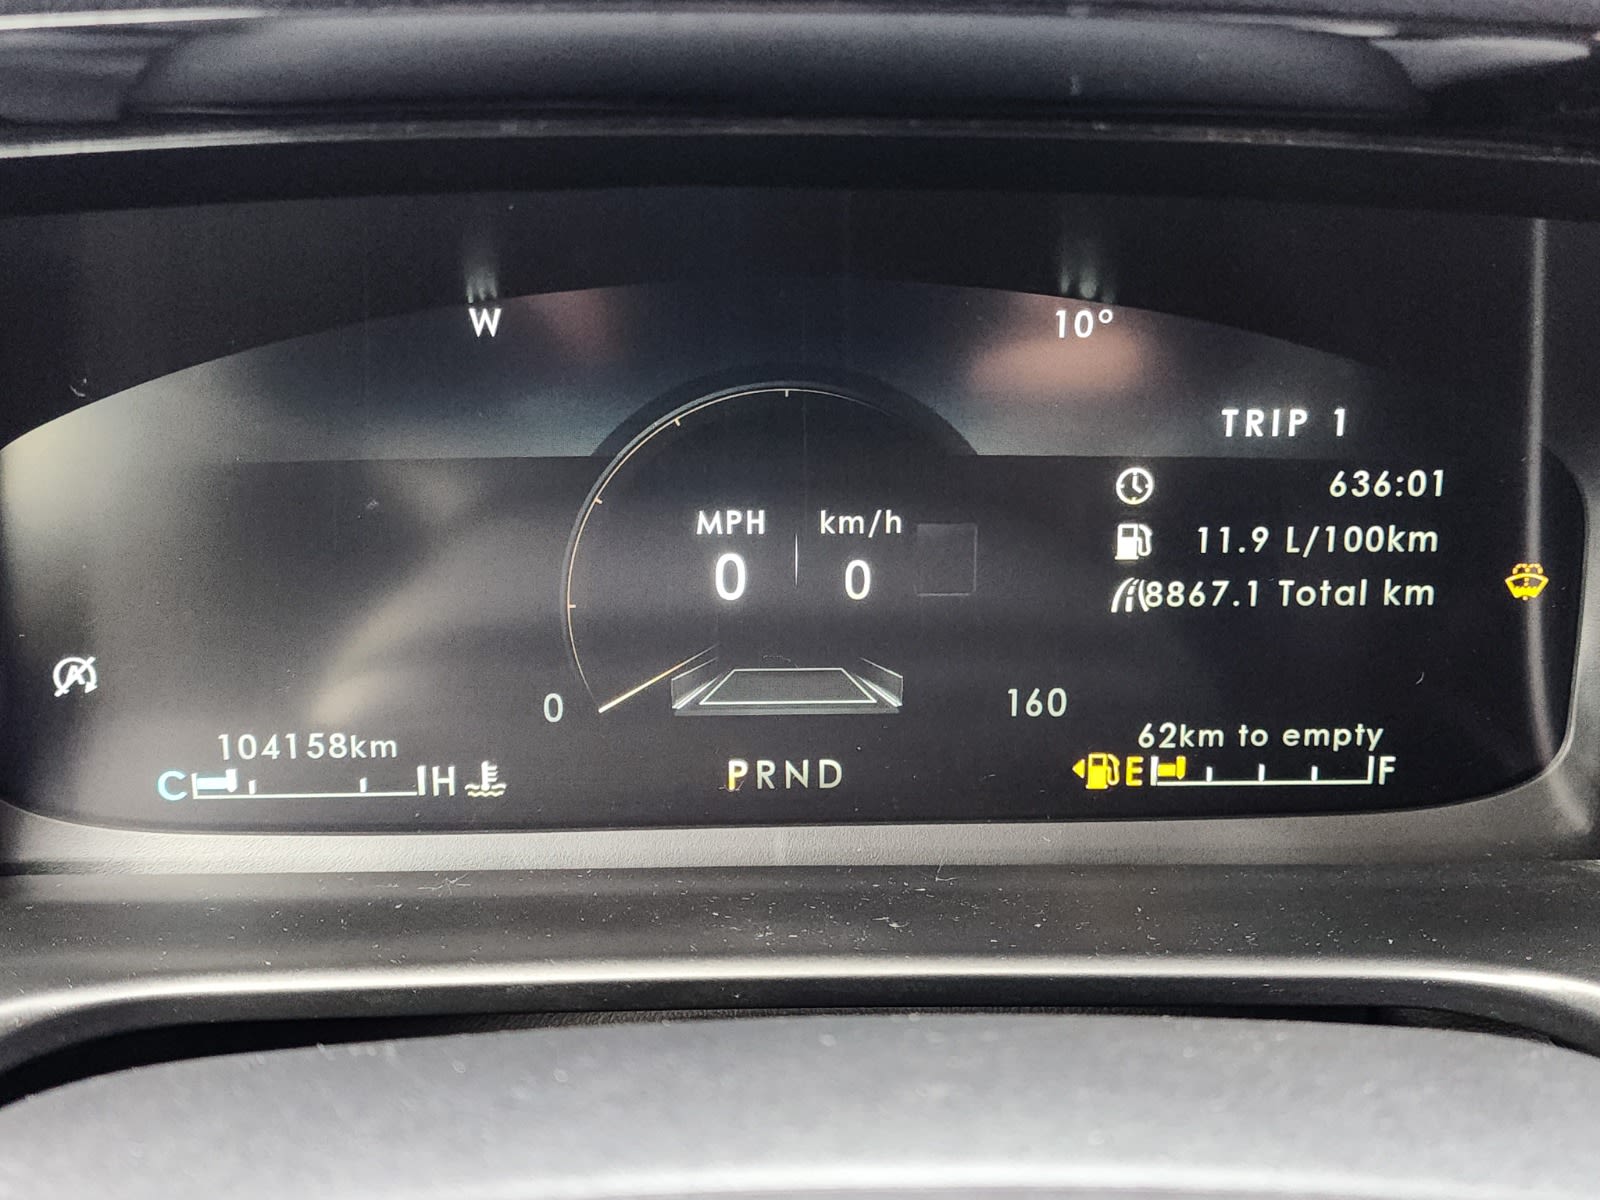 W 10°
TRIP 1
636:01
MPH km/h
0 0
11.9 L/100km
8867.1 Total km
0 160
104158km
62km to empty
C H
PRND
E F